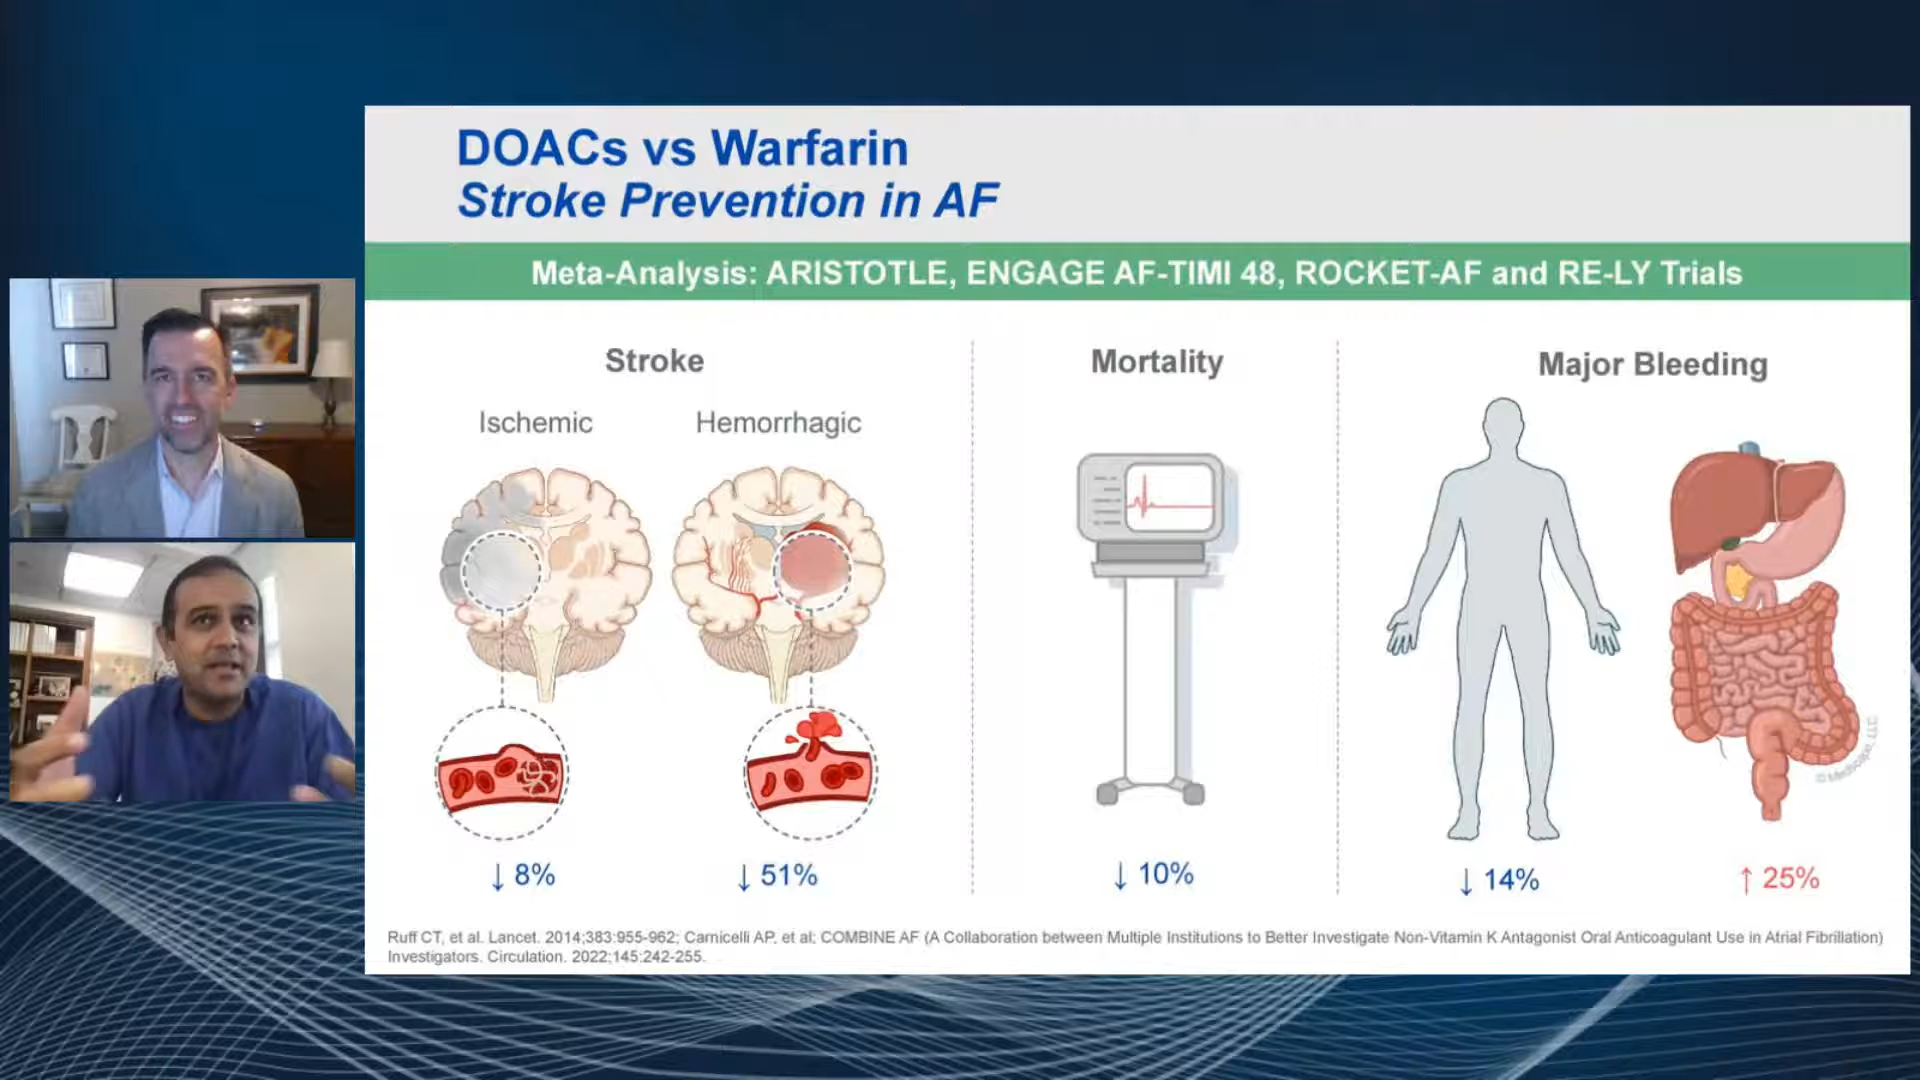 DOACs vs Warfarin
Stroke Prevention in AF
Meta-Analysis: ARISTOTLE, ENGAGE AF-TIMI 48, ROCKET-AF and RE-LY Trials
Stroke
Ischemic
Hemorrhagic
↓ 8%
↓ 51%
Mortality
↓ 10%
Major Bleeding
↓ 14%
↑ 25%
© Medscape, LLC
Ruff CT, et al. Lancet. 2014;383:955-962; Carnicelli AP, et al; COMBINE AF (A Collaboration between Multiple Institutions to Better Investigate Non-Vitamin K Antagonist Oral Anticoagulant Use in Atrial Fibrillation)
Investigators. Circulation. 2022;145:242-255.